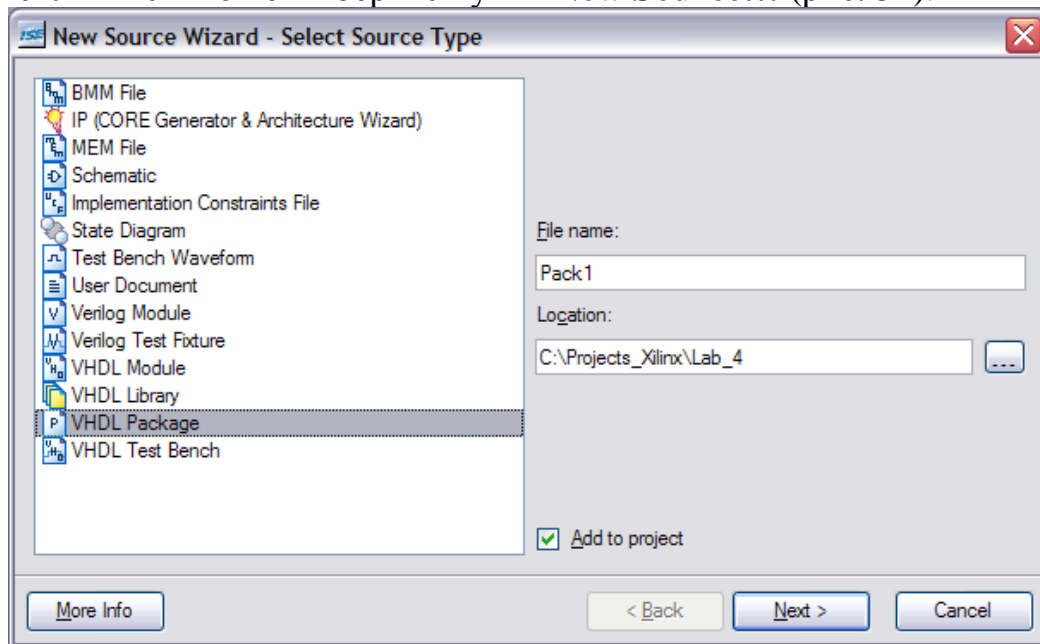 New Source Wizard - Select Source Type
BMM File
IP (CORE Generator & Architecture Wizard)
MEM File
Schematic
Implementation Constraints File
State Diagram
Test Bench Waveform
User Document
Verilog Module
Verilog Test Fixture
VHDL Module
VHDL Library
VHDL Package
VHDL Test Bench
File name:
Pack1
Location:
C:\Projects_Xilinx\Lab_4
...
Add to project
More Info
< Back
Next >
Cancel